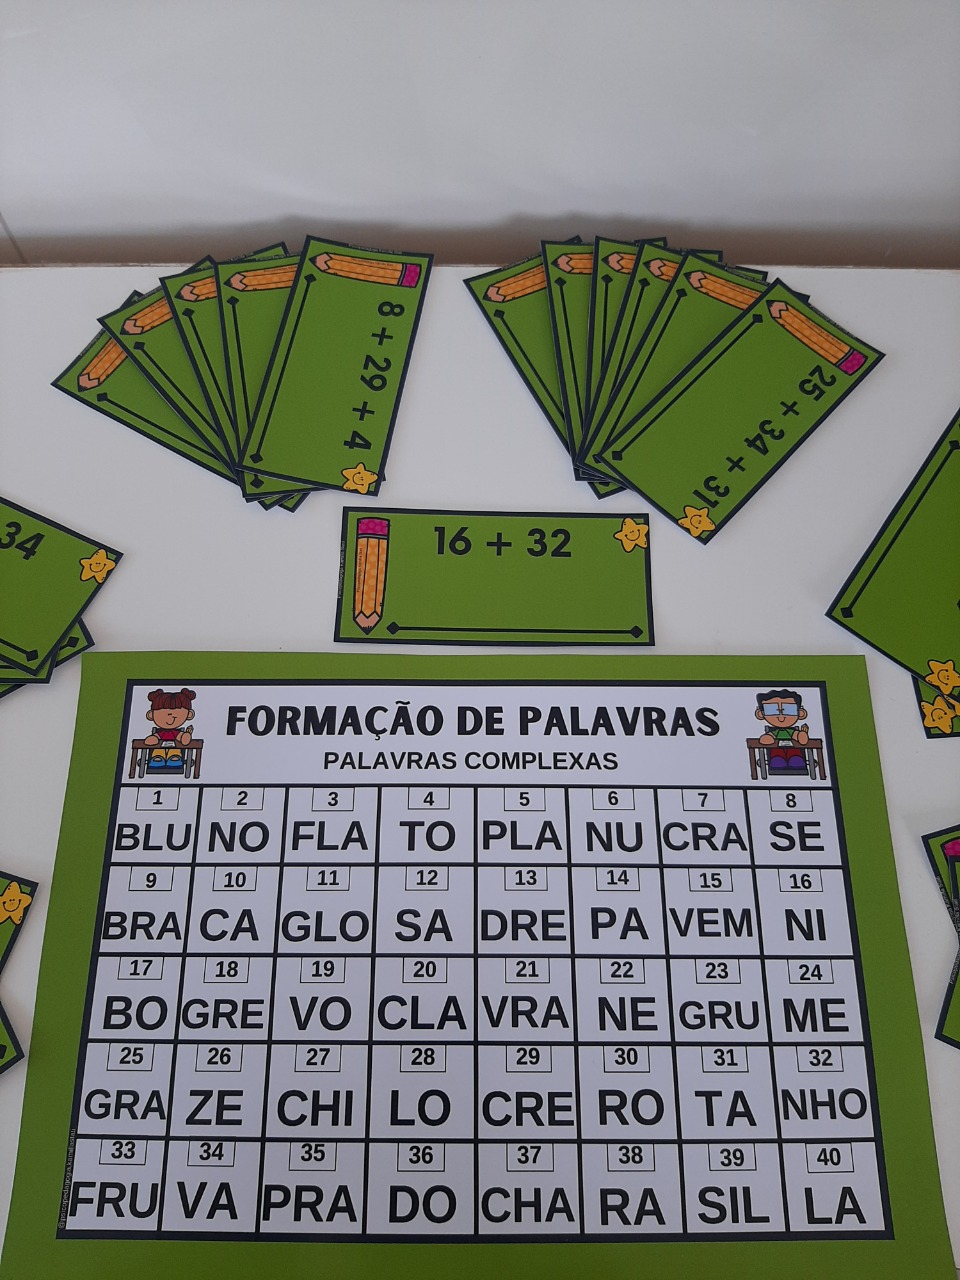 8 + 29 + 4
25 + 34 + 31
34
16 + 32
FORMAÇÃO DE PALAVRAS
PALAVRAS COMPLEXAS
1 2 3 4 5 6 7 8
BLU NO FLA TO PLA NU CRA SE
9 10 11 12 13 14 15 16
BRA CA GLO SA DRE PA VEM NI
17 18 19 20 21 22 23 24
BO GRE VO CLA VRA NE GRU ME
25 26 27 28 29 30 31 32
GRA ZE CHI LO CRE RO TA NHO
33 34 35 36 37 38 39 40
FRU VA PRA DO CHA RA SIL LA